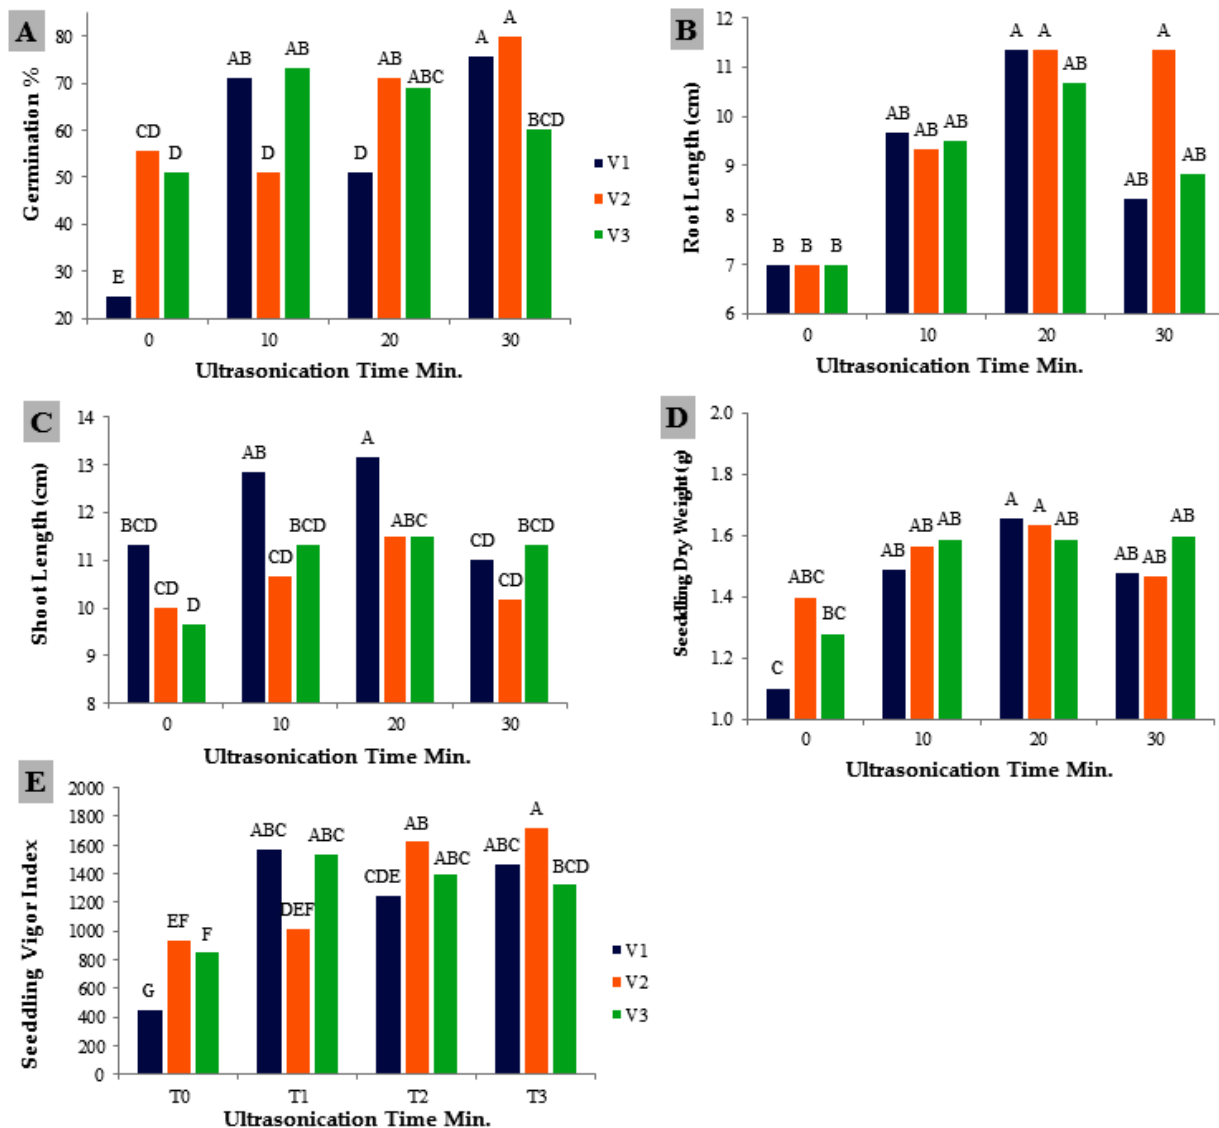 A
Germination %
80
70
60
50
40
30
20
E
CD
D
AB
D
AB
D
AB
ABC
A
A
BCD
0 10 20 30
Ultrasonication Time Min.
V1
V2
V3
B
Root Length (cm)
12
11
10
9
8
7
6
B
B
B
AB
AB
AB
A
A
AB
AB
A
AB
0 10 20 30
Ultrasonication Time Min.
C
Shoot Length (cm)
14
13
12
11
10
9
8
BCD
CD
D
AB
CD
BCD
A
ABC
CD
CD
BCD
0 10 20 30
Ultrasonication Time Min.
D
Seeddling Dry Weight (g)
2.0
1.8
1.6
1.4
1.2
1.0
C
ABC
BC
AB
AB
AB
A
A
AB
AB
AB
AB
0 10 20 30
Ultrasonication Time Min.
E
Seeddling Vigor Index
2000
1800
1600
1400
1200
1000
800
600
400
200
0
G
EF
F
ABC
DEF
ABC
CDE
AB
ABC
ABC
A
BCD
T0 T1 T2 T3
Ultrasonication Time Min.
V1
V2
V3